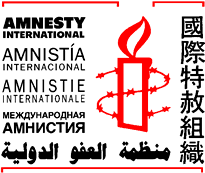 AMNESTY
INTERNATIONAL
AMNISTÍA
INTERNACIONAL
AMNISTIE
INTERNATIONALE
МЕЖДУНАРОДНАЯ
АМНИСТИЯ
منظمة العفو الدولية
國際特赦組織